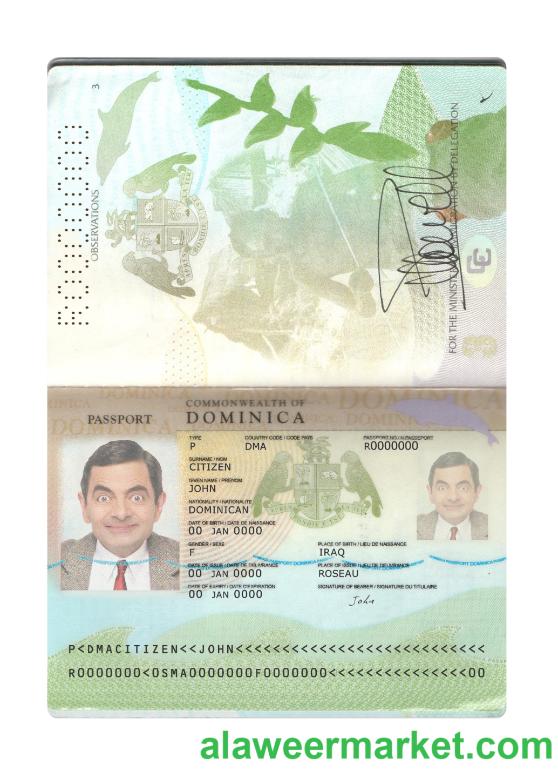 3
OBSERVATIONS
R0000000
FOR THE MINISTER
BY DELEGATION
PASSPORT
COMMONWEALTH OF
DOMINICA
TYPE
COUNTRY CODE / CODE PAYS
PASSPORT NO./N.PASSEPORT
P
DMA
R0000000
SURNAME / NOM
CITIZEN
GIVEN NAME / PRENOM
JOHN
NATIONALITY / NATIONALITE
DOMINICAN
DATE OF BIRTH / DATE DE NAISSANCE
00 JAN 0000
GENDER / SEXE
PLACE OF BIRTH / LIEU DE NAISSANCE
F
IRAQ
DATE OF ISSUE / DATE DE DELIVRANCE
PLACE OF ISSUE / LIEU DE DELIVRANCE
00 JAN 0000
ROSEAU
DATE OF EXPIRY / DATE D'EXPIRATION
SIGNATURE OF BEARER / SIGNATURE DU TITULAIRE
00 JAN 0000
John
P<DMACITIZEN<<JOHN<<<<<<<<<<<<<<<<<<<<<<<<<<
R0000000<OSMA0000000F0000000<<<<<<<<<<<<<<00
alaweermarket.com